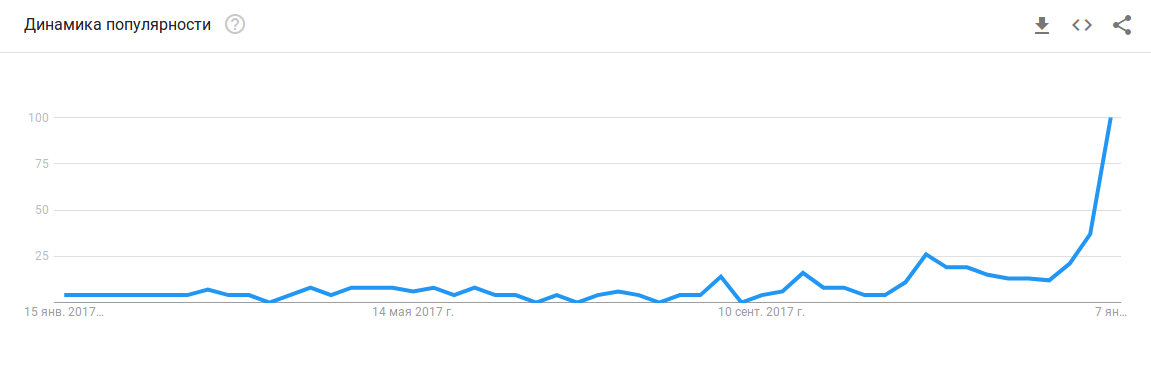 Динамика популярности ?
100
75
50
25
15 янв. 2017…
14 мая 2017 г.
10 сент. 2017 г.
7 ян…